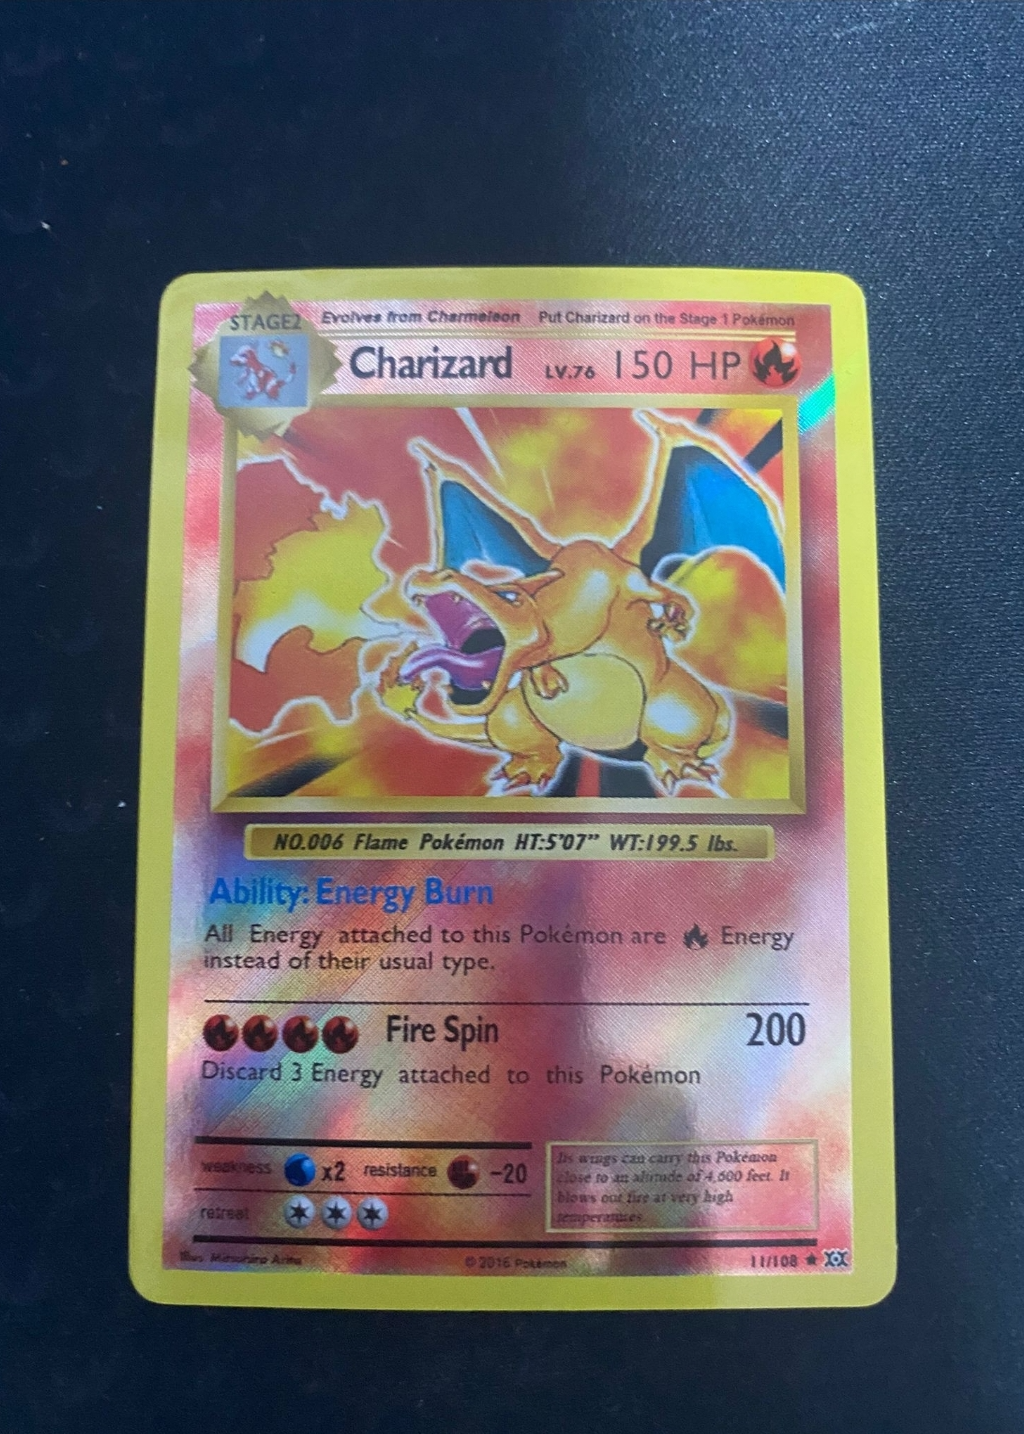 STAGE2 Evolves from Charmeleon Put Charizard on the Stage 1 Pokémon
Charizard LV.76 150 HP
NO.006 Flame Pokémon HT:5'07" WT:199.5 lbs.
Ability: Energy Burn
All Energy attached to this Pokémon are Energy
instead of their usual type.
Fire Spin 200
Discard 3 Energy attached to this Pokémon
weakness x2 resistance -20
retreat
Its wings can carry this Pokémon
close to an altitude of 4,600 feet. It
blows out fire at very high
temperatures.
Illus. Mitsuhiro Arita © 2016 Pokémon 11/108